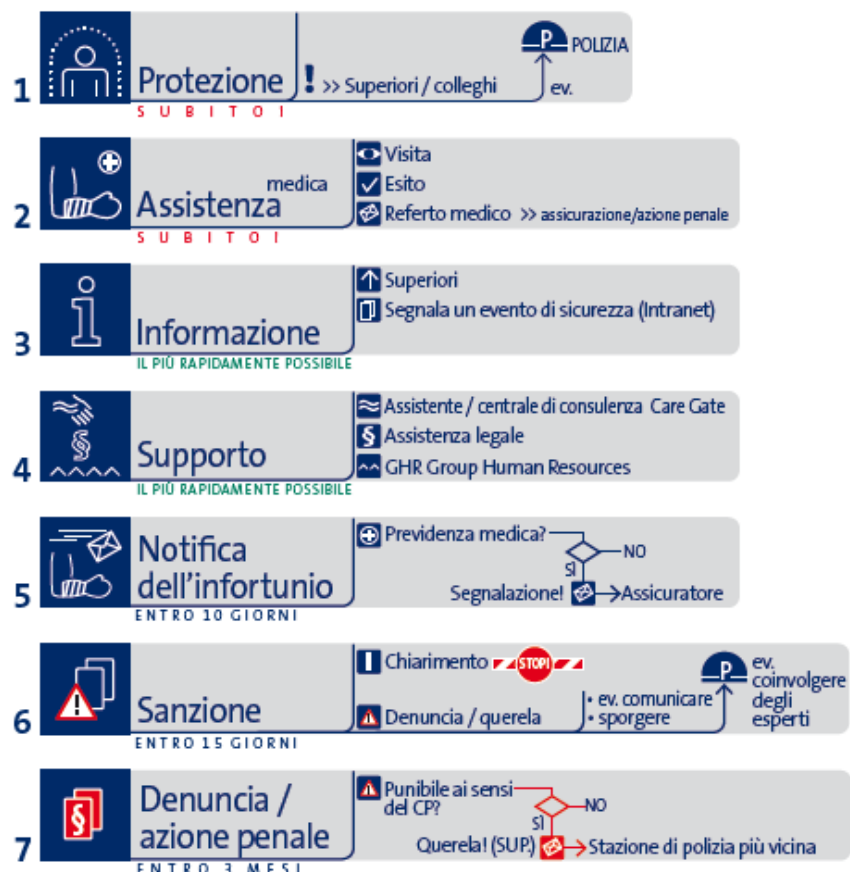 1
Protezione
SUBITO!
! >> Superiori / colleghi
ev.
P POLIZIA
2
Assistenza medica
SUBITO!
Visita
Esito
Referto medico >> assicurazione/azione penale
3
Informazione
IL PIÙ RAPIDAMENTE POSSIBILE
Superiori
Segnala un evento di sicurezza (Intranet)
4
§
Supporto
IL PIÙ RAPIDAMENTE POSSIBILE
Assistente / centrale di consulenza Care Gate
§ Assistenza legale
GHR Group Human Resources
5
Notifica
dell'infortunio
ENTRO 10 GIORNI
Previdenza medica?
NO
SÌ
Segnalazione! Assicuratore
6
!
Sanzione
ENTRO 15 GIORNI
Chiarimento STOP!
Denuncia / querela
• ev. comunicare
• sporgere
P
ev.
coinvolgere
degli
esperti
7
§
Denuncia /
azione penale
ENTRO 3 MESI
Punibile ai sensi
del CP?
NO
SÌ
Querela! (SUP.) Stazione di polizia più vicina